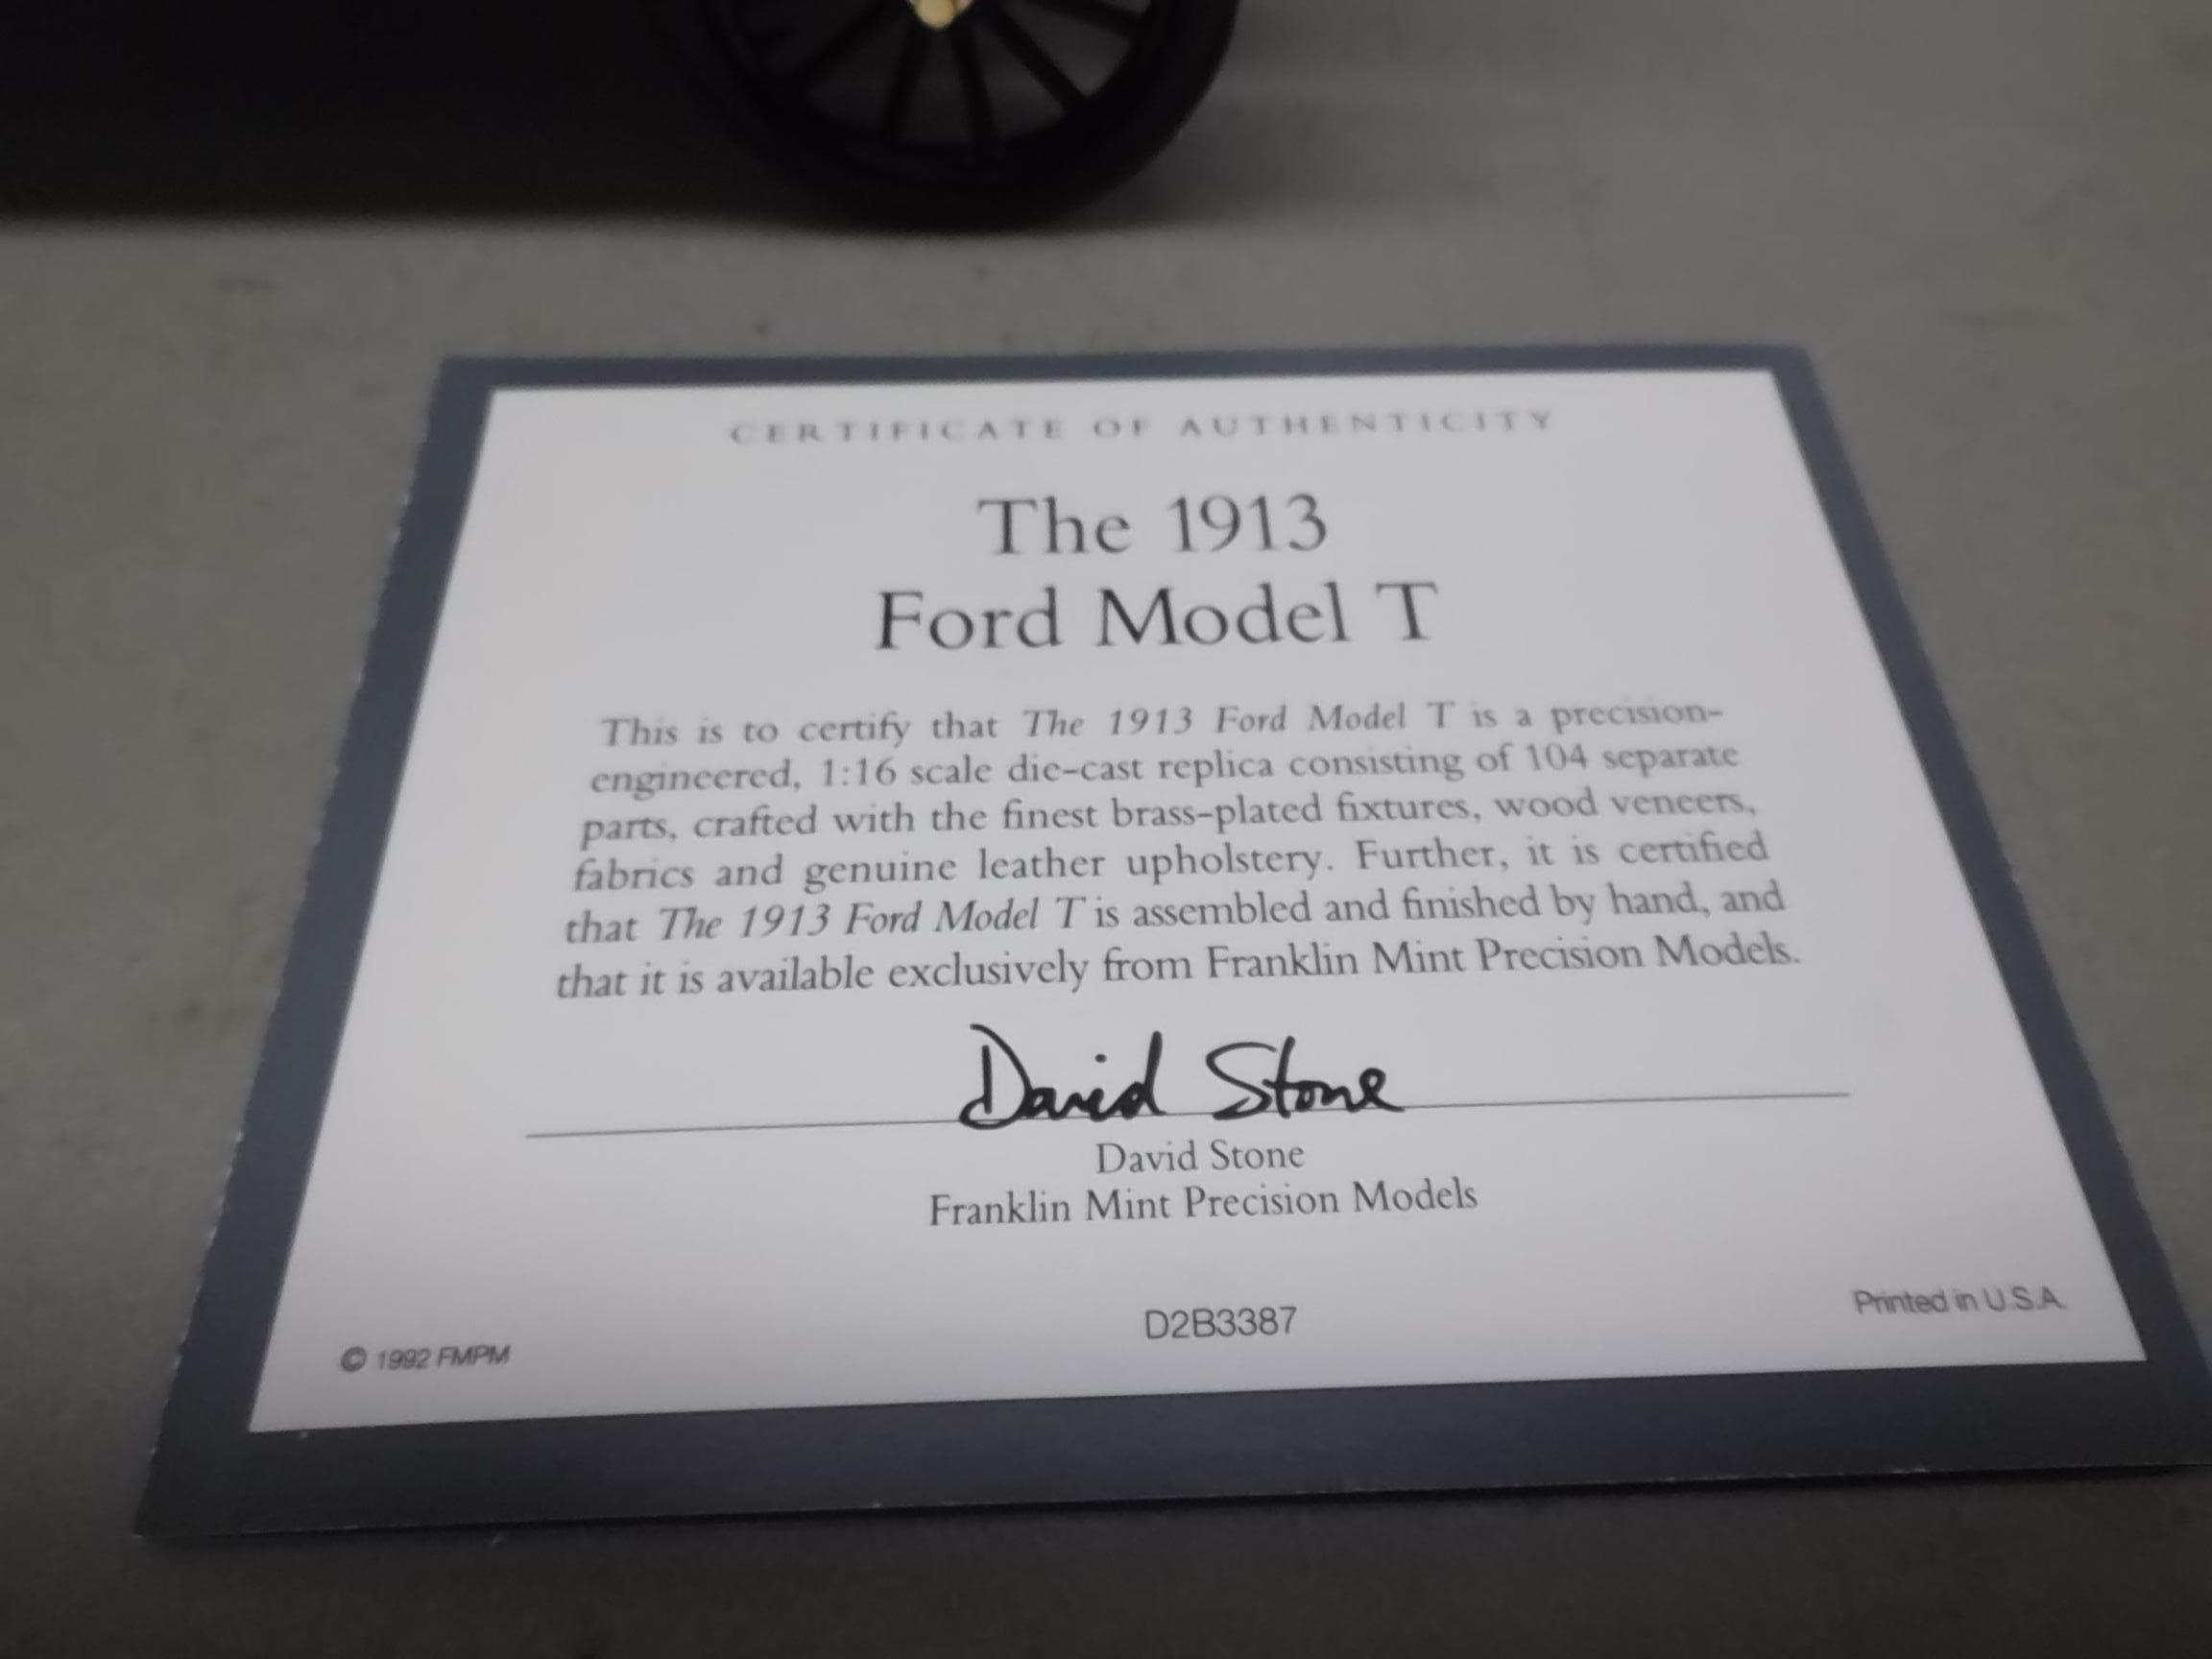 CERTIFICATE OF AUTHENTICITY
The 1913
Ford Model T
This is to certify that The 1913 Ford Model T is a precision-
engineered, 1:16 scale die-cast replica consisting of 104 separate
parts, crafted with the finest brass-plated fixtures, wood veneers,
fabrics and genuine leather upholstery. Further, it is certified
that The 1913 Ford Model T is assembled and finished by hand, and
that it is available exclusively from Franklin Mint Precision Models.
David Stone
David Stone
Franklin Mint Precision Models
© 1992 FMPM
D2B3387
Printed in U.S.A.